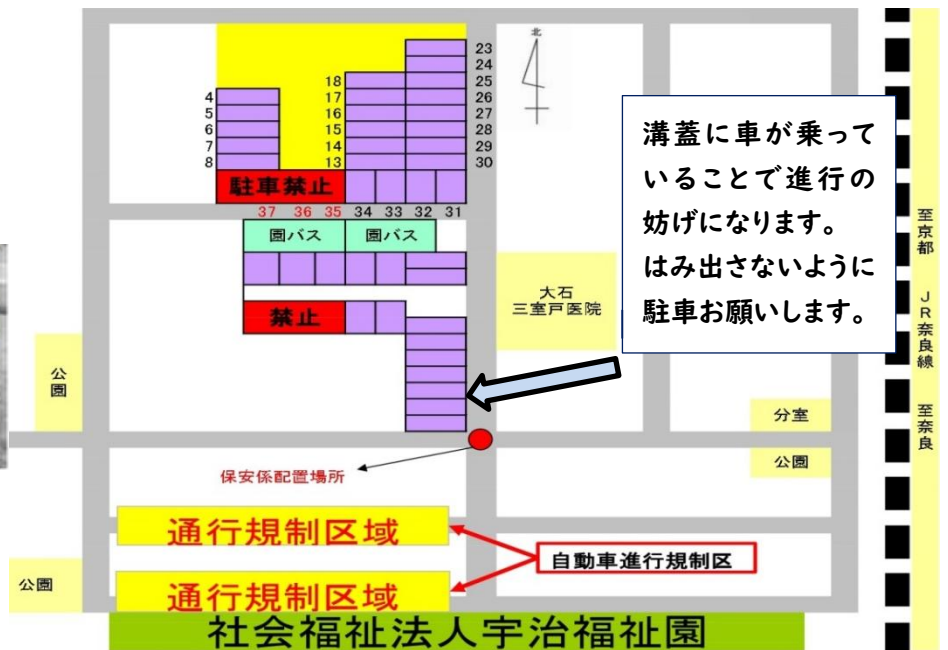 北
23
24
25
26
27
28
29
30
18
17
16
15
14
13
4
5
6
7
8
駐車禁止
37 36 35 34 33 32 31
園バス 園バス
禁止
溝蓋に車が乗って
いることで進行の
妨げになります。
はみ出さないように
駐車お願いします。
大石
三室戸医院
公園
分室
公園
保安係配置場所
通行規制区域
自動車進行規制区
通行規制区域
公園
社会福祉法人宇治福祉園
至京都 JR奈良線 至奈良